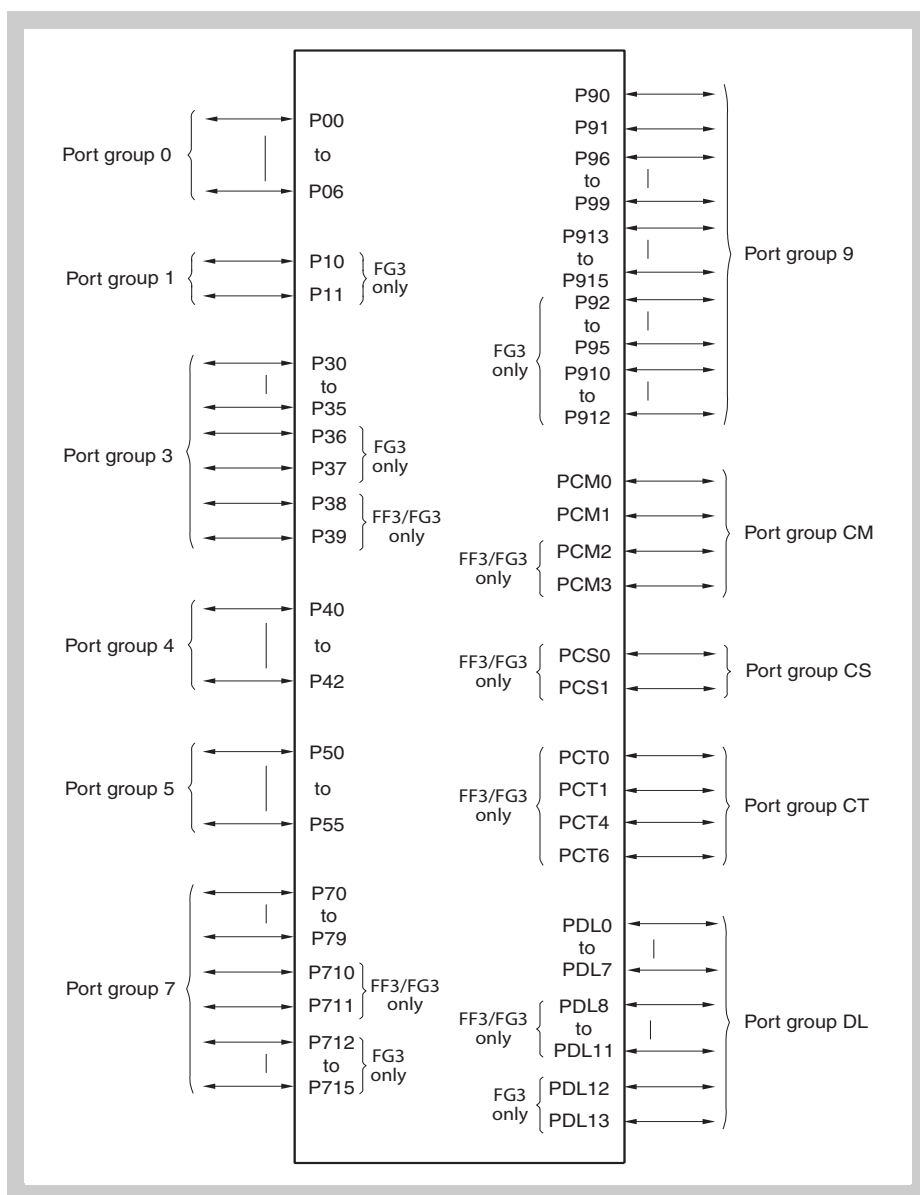 Port group 0
P00
to
P06
Port group 1
P10
P11
FG3
only
Port group 3
P30
to
P35
P36
P37
FG3
only
P38
P39
FF3/FG3
only
Port group 4
P40
to
P42
Port group 5
P50
to
P55
Port group 7
P70
to
P79
P710
P711
FF3/FG3
only
P712
to
P715
FG3
only
P90
P91
P96
to
P99
P913
to
P915
FG3
only
P92
to
P95
P910
to
P912
Port group 9
PCM0
PCM1
FF3/FG3
only
PCM2
PCM3
Port group CM
FF3/FG3
only
PCS0
PCS1
Port group CS
FF3/FG3
only
PCT0
PCT1
PCT4
PCT6
Port group CT
PDL0
to
PDL7
FF3/FG3
only
PDL8
to
PDL11
FG3
only
PDL12
PDL13
Port group DL